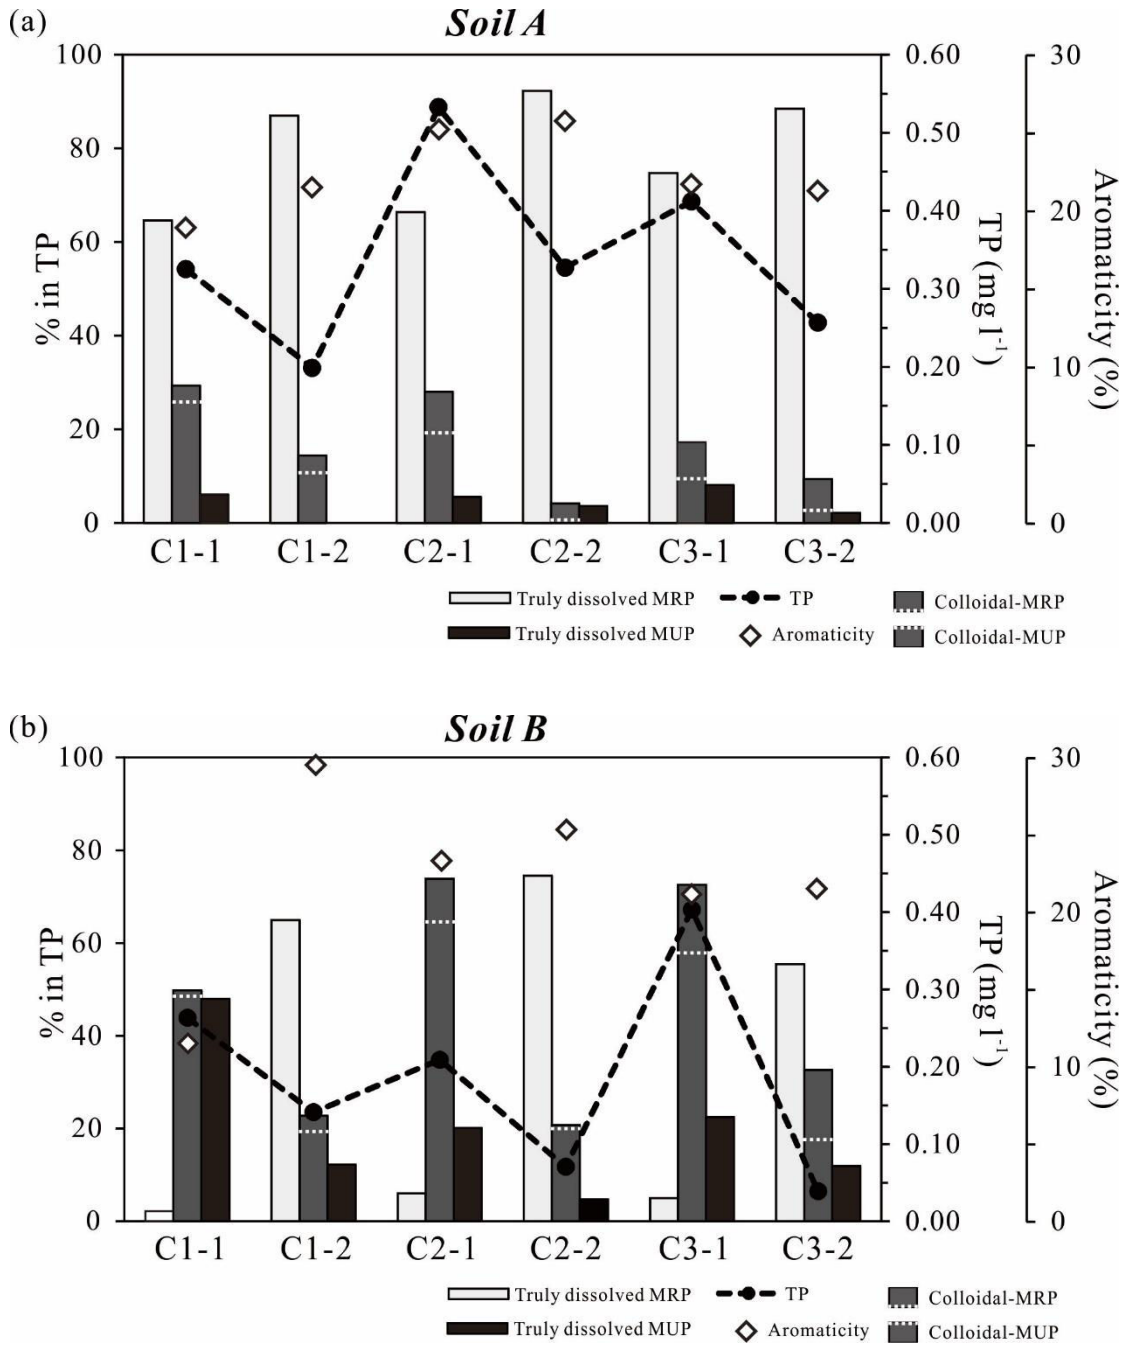 (a)
Soil A
100
80
60
40
20
0
% in TP
0.60
0.50
0.40
0.30
0.20
0.10
0.00
TP (mg l-1)
30
20
10
0
Aromaticity (%)
C1-1 C1-2 C2-1 C2-2 C3-1 C3-2
Truly dissolved MRP TP Colloidal-MRP
Truly dissolved MUP Aromaticity Colloidal-MUP
(b)
Soil B
100
80
60
40
20
0
% in TP
0.60
0.50
0.40
0.30
0.20
0.10
0.00
TP (mg l-1)
30
20
10
0
Aromaticity (%)
C1-1 C1-2 C2-1 C2-2 C3-1 C3-2
Truly dissolved MRP TP Colloidal-MRP
Truly dissolved MUP Aromaticity Colloidal-MUP